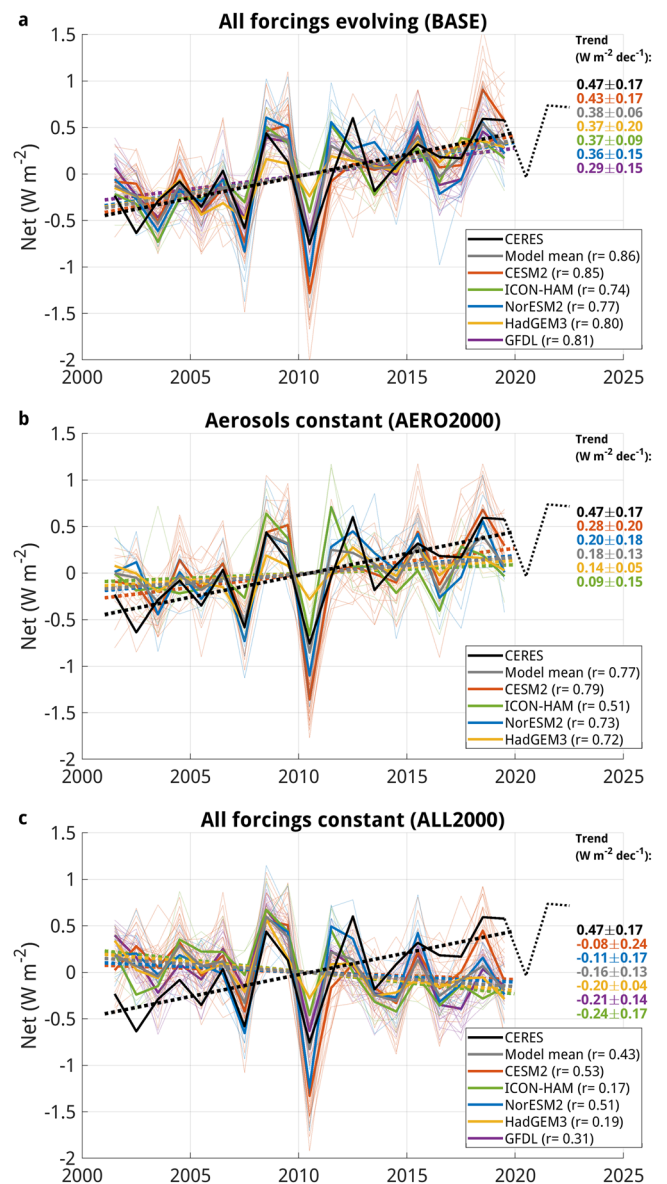 a
All forcings evolving (BASE)
Trend
(W m⁻² dec⁻¹):
0.47±0.17
0.43±0.17
0.38±0.06
0.37±0.20
0.37±0.09
0.36±0.15
0.29±0.15
Net (W m⁻²)
1.5
1
0.5
0
-0.5
-1
-1.5
-2
CERES
Model mean (r= 0.86)
CESM2 (r= 0.85)
ICON-HAM (r= 0.74)
NorESM2 (r= 0.77)
HadGEM3 (r= 0.80)
GFDL (r= 0.81)
2000 2005 2010 2015 2020 2025
b
Aerosols constant (AERO2000)
Trend
(W m⁻² dec⁻¹):
0.47±0.17
0.28±0.20
0.20±0.18
0.18±0.13
0.14±0.05
0.09±0.15
Net (W m⁻²)
1.5
1
0.5
0
-0.5
-1
-1.5
-2
CERES
Model mean (r= 0.77)
CESM2 (r= 0.79)
ICON-HAM (r= 0.51)
NorESM2 (r= 0.73)
HadGEM3 (r= 0.72)
2000 2005 2010 2015 2020 2025
c
All forcings constant (ALL2000)
Trend
(W m⁻² dec⁻¹):
0.47±0.17
-0.08±0.24
-0.11±0.17
-0.16±0.13
-0.20±0.04
-0.21±0.14
-0.24±0.17
Net (W m⁻²)
1.5
1
0.5
0
-0.5
-1
-1.5
-2
CERES
Model mean (r= 0.43)
CESM2 (r= 0.53)
ICON-HAM (r= 0.17)
NorESM2 (r= 0.51)
HadGEM3 (r= 0.19)
GFDL (r= 0.31)
2000 2005 2010 2015 2020 2025